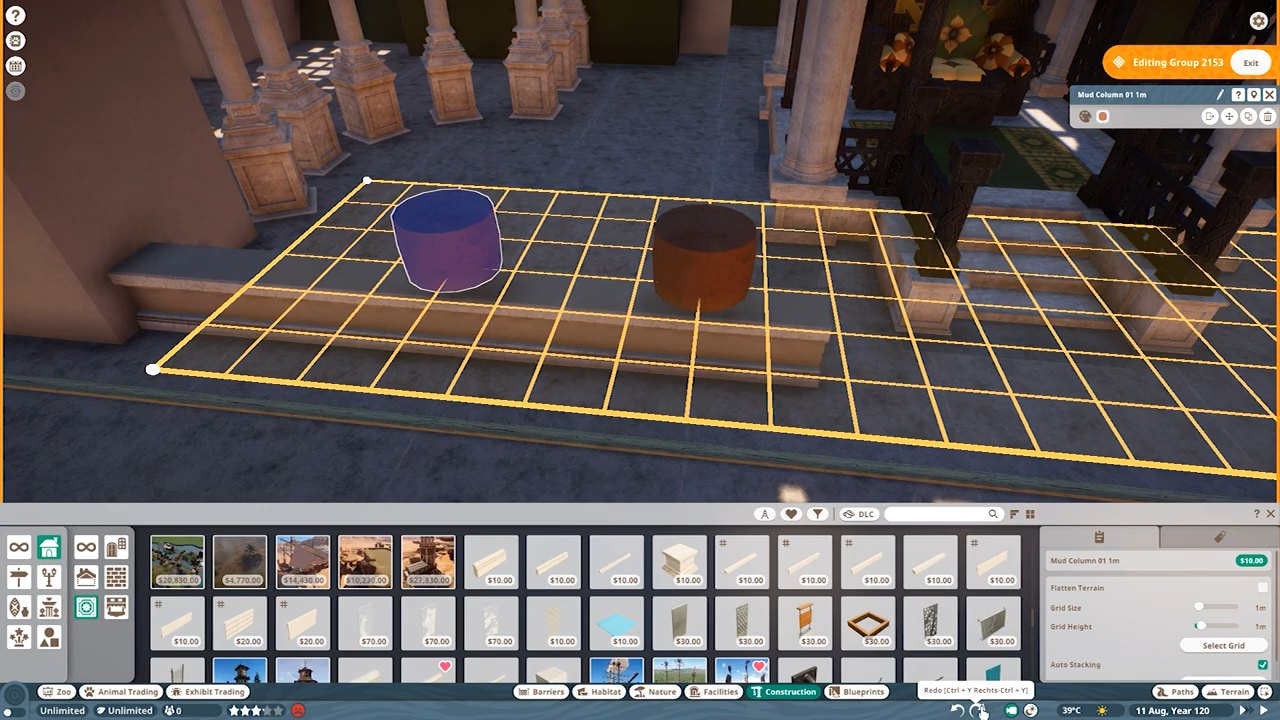 ?
Editing Group 2153
Exit
Mud Column 01 1m
?
DLC
?
$20,830.00
$4,770.00
$14,430.00
$10,230.00
$27,830.00
$10.00
$10.00
$10.00
$10.00
$10.00
$10.00
$10.00
$10.00
$10.00
$10.00
$20.00
$20.00
$70.00
$70.00
$70.00
$10.00
$10.00
$30.00
$30.00
$30.00
$30.00
$30.00
$30.00
Mud Column 01 1m
$10.00
Flatten Terrain
Grid Size
1m
Grid Height
1m
Select Grid
Auto Stacking
Redo [Ctrl + Y Rechts-Ctrl + Y]
Zoo
Animal Trading
Exhibit Trading
Barriers
Habitat
Nature
Facilities
Construction
Blueprints
Paths
Terrain
Unlimited
Unlimited
0
39°C
11 Aug, Year 120